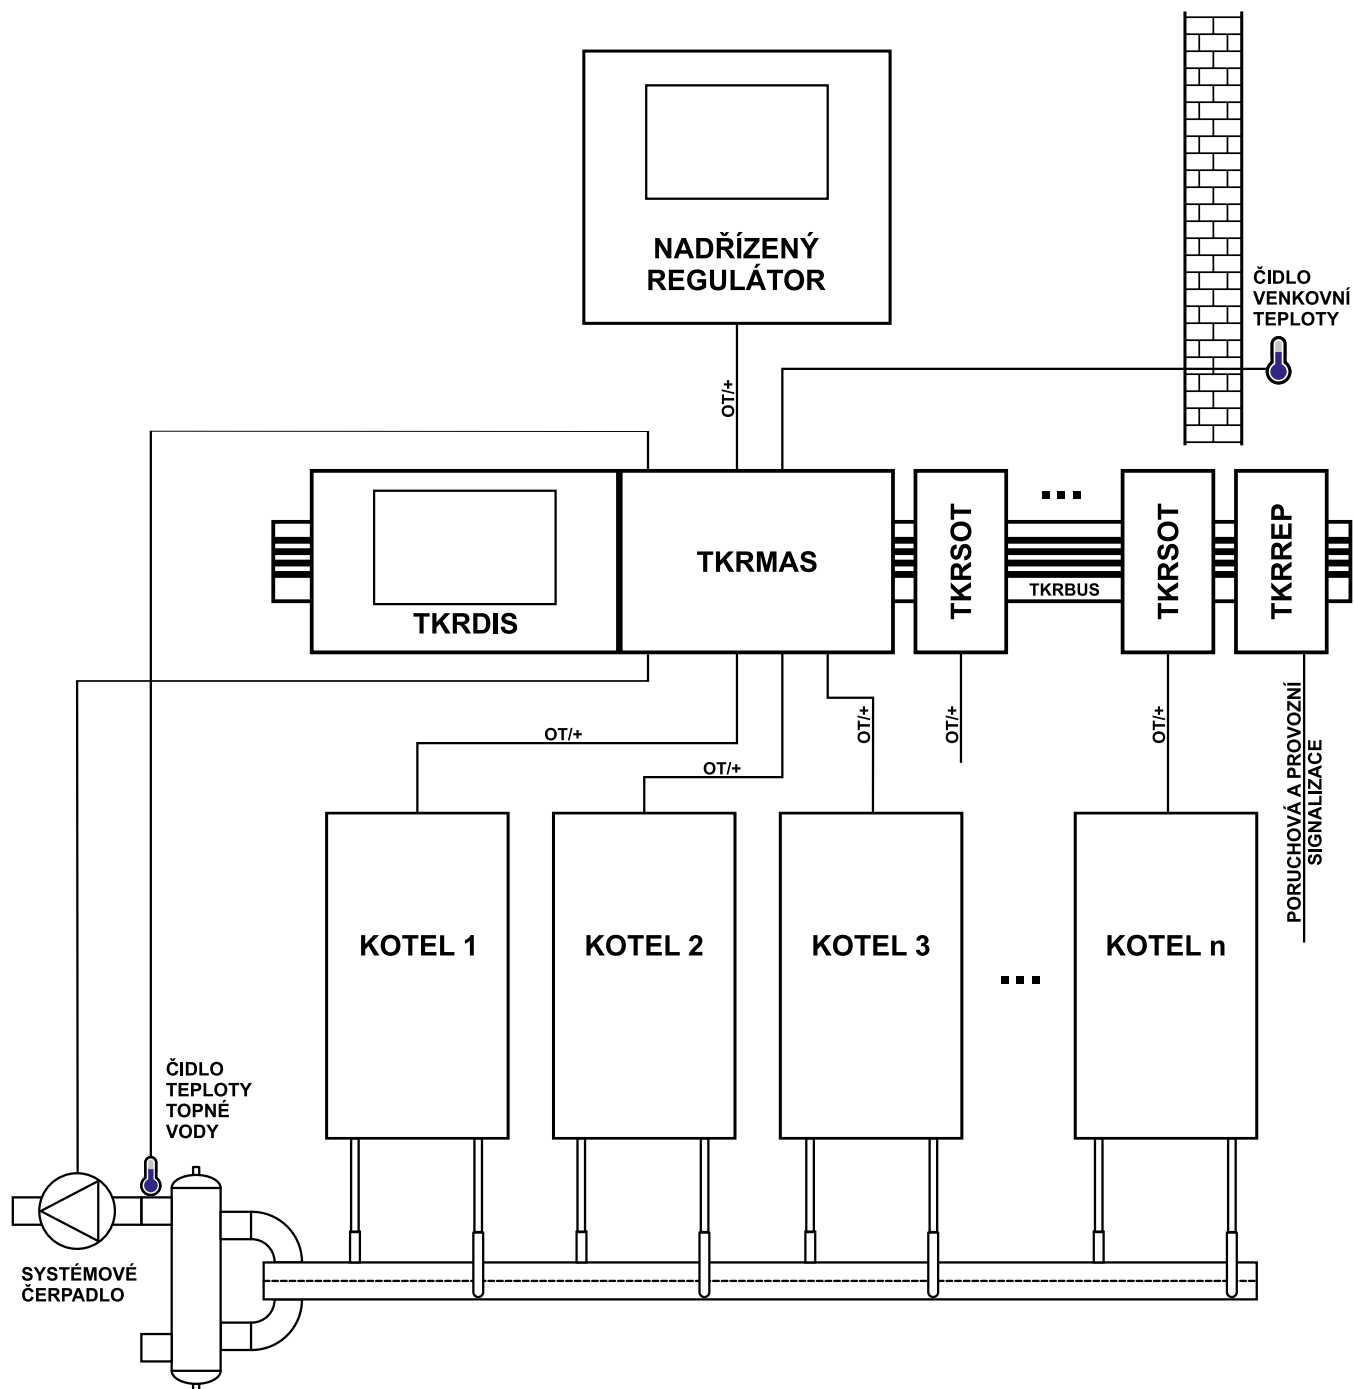 NADŘÍZENÝ
REGULÁTOR
ČIDLO
VENKOVNÍ
TEPLOTY
OT/+
TKRDIS
TKRMAS
TKRSOT
TKRBUS
TKRSOT
TKRREP
OT/+
OT/+
OT/+
OT/+
OT/+
PORUCHOVÁ A PROVOZNÍ
SIGNALIZACE
KOTEL 1
KOTEL 2
KOTEL 3
KOTEL n
ČIDLO
TEPLOTY
TOPNÉ
VODY
SYSTÉMOVÉ
ČERPADLO